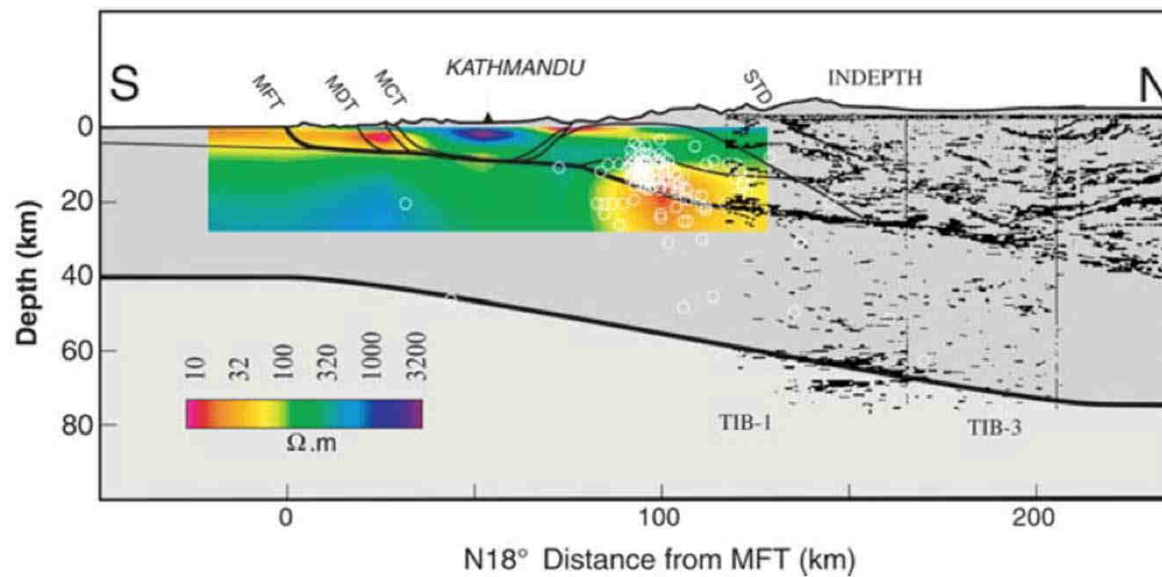 S
MFT
MDT
MCT
KATHMANDU
STD
INDEPTH
N
0
20
40
60
80
Depth (km)
10
32
100
320
1000
3200
Ω.m
TIB-1
TIB-3
0
100
200
N18° Distance from MFT (km)